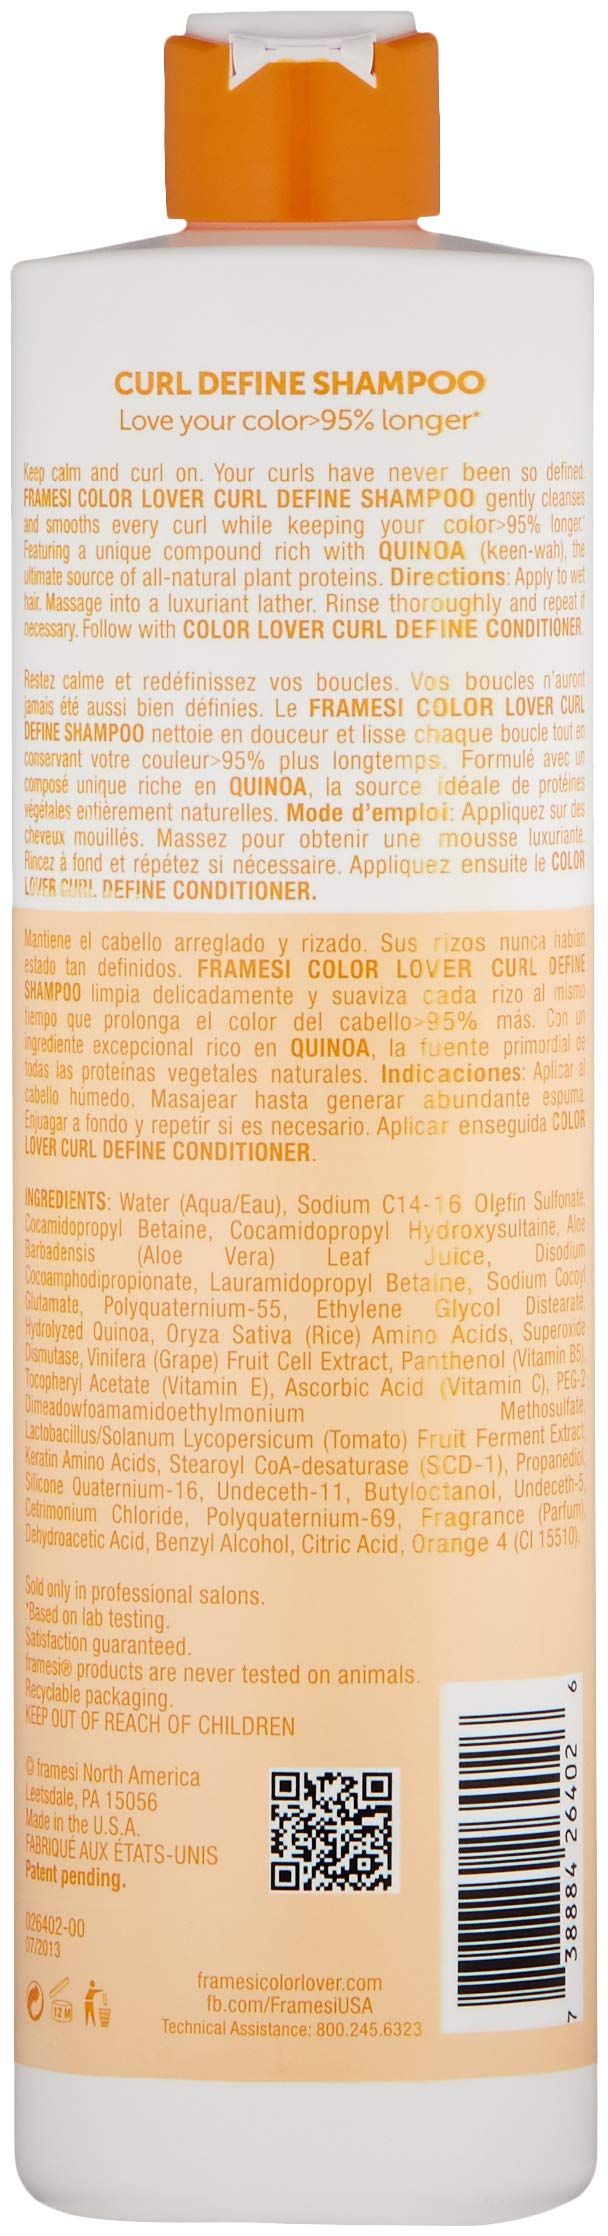 CURL DEFINE SHAMPOO
Love your color>95% longer*
Keep calm and curl on. Your curls have never been so defined.
FRAMESI COLOR LOVER CURL DEFINE SHAMPOO gently cleanses
and smooths every curl while keeping your color>95% longer.*
Featuring a unique compound rich with QUINOA (keen-wah), the
ultimate source of all-natural plant proteins. Directions: Apply to wet
hair. Massage into a luxuriant lather. Rinse thoroughly and repeat if
necessary. Follow with COLOR LOVER CURL DEFINE CONDITIONER.
Restez calme et redéfinissez vos boucles. Vos boucles n'auront
jamais été aussi bien définies. Le FRAMESI COLOR LOVER CURL
DEFINE SHAMPOO nettoie en douceur et lisse chaque boucle tout en
conservant votre couleur>95% plus longtemps. Formulé avec un
composé unique riche en QUINOA, la source idéale de protéines
végétales entièrement naturelles. Mode d'emploi: Appliquez sur des
cheveux mouillés. Massez pour obtenir une mousse luxuriante.
Rincez à fond et répétez si nécessaire. Appliquez ensuite le COLOR
LOVER CURL DEFINE CONDITIONER.
Mantiene el cabello arreglado y rizado. Sus rizos nunca habían
estado tan definidos. FRAMESI COLOR LOVER CURL DEFINE
SHAMPOO limpia delicadamente y suaviza cada rizo al mismo
tiempo que prolonga el color del cabello>95% más. Con un
ingrediente excepcional rico en QUINOA, la fuente primordial de
todas las proteínas vegetales naturales. Indicaciones: Aplicar al
cabello húmedo. Masajear hasta generar abundante espuma.
Enjuagar a fondo y repetir si es necesario. Aplicar enseguida COLOR
LOVER CURL DEFINE CONDITIONER.
INGREDIENTS: Water (Aqua/Eau), Sodium C14-16 Olefin Sulfonate,
Cocamidopropyl Betaine, Cocamidopropyl Hydroxysultaine, Aloe
Barbadensis (Aloe Vera) Leaf Juice, Disodium
Cocoamphodipropionate, Lauramidopropyl Betaine, Sodium Cocoyl
Glutamate, Polyquaternium-55, Ethylene Glycol Distearate,
Hydrolyzed Quinoa, Oryza Sativa (Rice) Amino Acids, Superoxide
Dismutase, Vinifera (Grape) Fruit Cell Extract, Panthenol (Vitamin B5),
Tocopheryl Acetate (Vitamin E), Ascorbic Acid (Vitamin C), PEG-2
Dimeadowfoamamidoethylmonium Methosulfate,
Lactobacillus/Solanum Lycopersicum (Tomato) Fruit Ferment Extract,
Keratin Amino Acids, Stearoyl CoA-desaturase (SCD-1), Propanediol,
Silicone Quaternium-16, Undeceth-11, Butyloctanol, Undeceth-5,
Cetrimonium Chloride, Polyquaternium-69, Fragrance (Parfum),
Dehydroacetic Acid, Benzyl Alcohol, Citric Acid, Orange 4 (CI 15510).
Sold only in professional salons.
*Based on lab testing.
Satisfaction guaranteed.
framesi® products are never tested on animals.
Recyclable packaging.
KEEP OUT OF REACH OF CHILDREN
© framesi North America
Leetsdale, PA 15056
Made in the U.S.A.
FABRIQUÉ AUX ÉTATS-UNIS
Patent pending.
026402-00
07/2013
12 M
framesicolorlover.com
fb.com/FramesiUSA
Technical Assistance: 800.245.6323
7 38884 26402 6